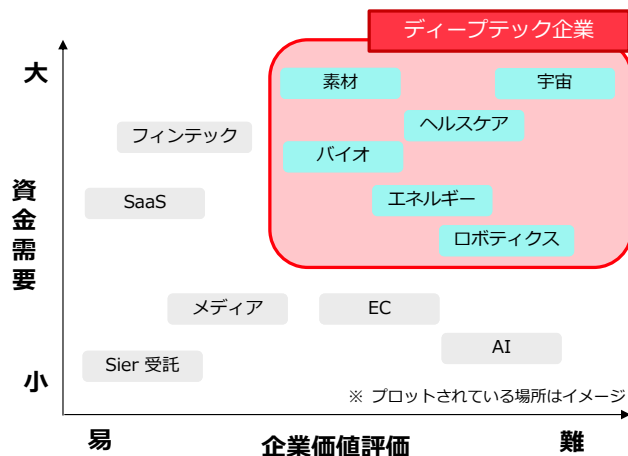 ディープテック企業
大
素材
宇宙
ヘルスケア
フィンテック
バイオ
資金需要
SaaS
エネルギー
ロボティクス
メディア
EC
AI
Sier 受託
小
※ プロットされている場所はイメージ
易
企業価値評価
難